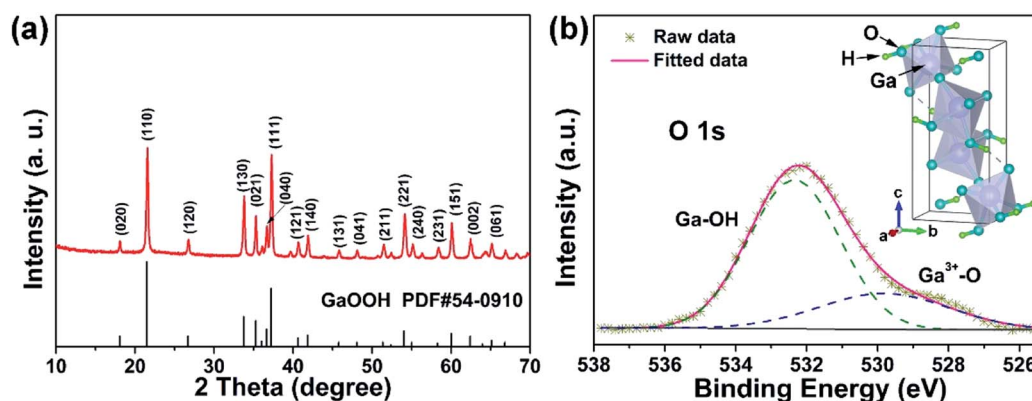 (a)
Intensity (a. u.)
(020)
(110)
(120)
(130)
(021)
(111)
(040)
(121)
(140)
(131)
(041)
(211)
(221)
(240)
(231)
(151)
(002)
(061)
GaOOH PDF#54-0910
10 20 30 40 50 60 70
2 Theta (degree)
(b)
Intensity (a.u.)
Raw data
Fitted data
O 1s
Ga-OH
Ga³⁺-O
O
H
Ga
c
a
b
538 536 534 532 530 528 526
Binding Energy (eV)